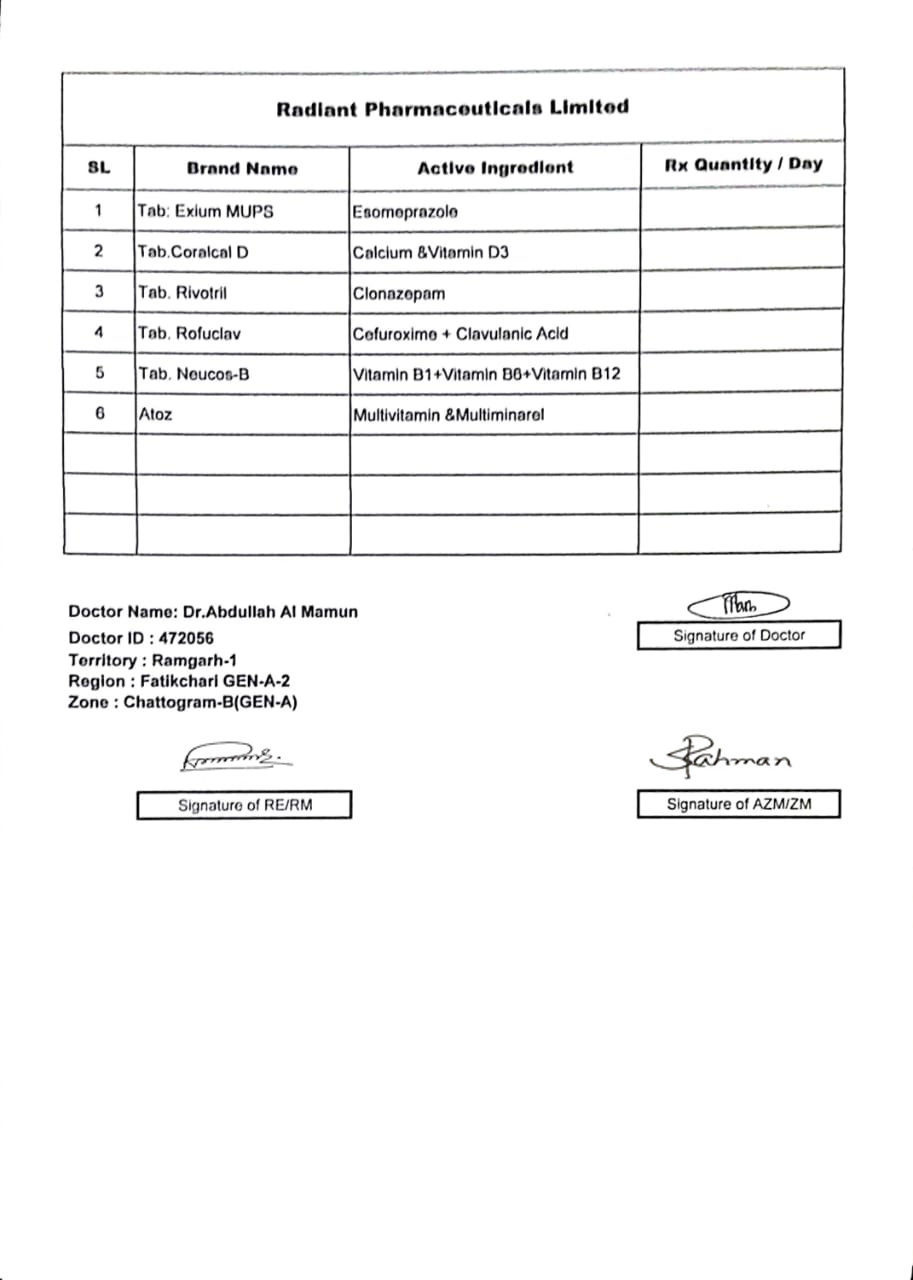 Radiant Pharmaceuticals Limited
SL Brand Name Active Ingredient Rx Quantity / Day
1 Tab: Exium MUPS Esomeprazole
2 Tab.Coralcal D Calcium &Vitamin D3
3 Tab. Rivotril Clonazepam
4 Tab. Rofuclav Cefuroxime + Clavulanic Acid
5 Tab. Neucos-B Vitamin B1+Vitamin B6+Vitamin B12
6 Atoz Multivitamin &Multiminarel
Doctor Name: Dr.Abdullah Al Mamun
Doctor ID : 472056
Signature of Doctor
Territory : Ramgarh-1
Region : Fatikchari GEN-A-2
Zone : Chattogram-B(GEN-A)
Rahman
Signature of RE/RM
Signature of AZM/ZM